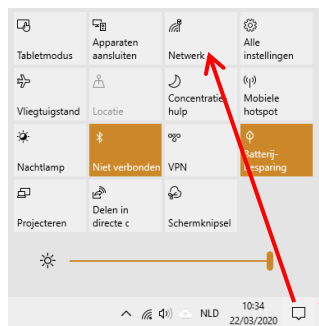 Tabletmodus
Apparaten
aansluiten
Netwerk
Alle
instellingen
Vliegtuigstand
Locatie
Concentratie
hulp
Mobiele
hotspot
Nachtlamp
Niet verbonden
VPN
Batterij-
besparing
Projecteren
Delen in
directe c
Schermknipsel
NLD
10:34
22/03/2020